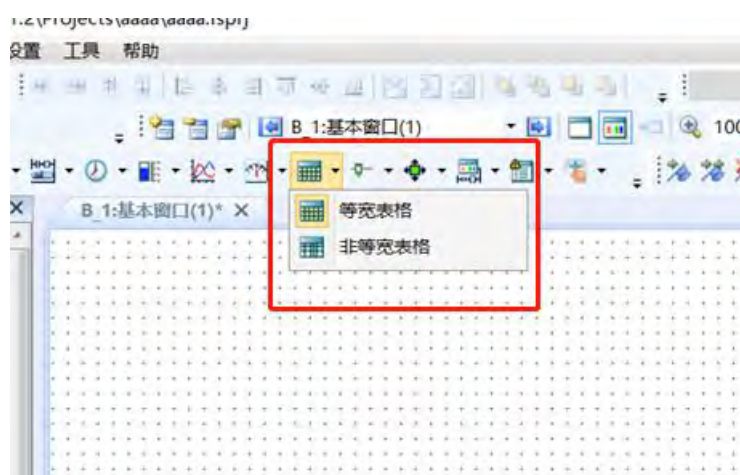 1.2\Projects\aaaa\aaaa.lsprj
设置 工具 帮助
B_1:基本窗口(1)
100
B_1:基本窗口(1)* X
等宽表格
非等宽表格